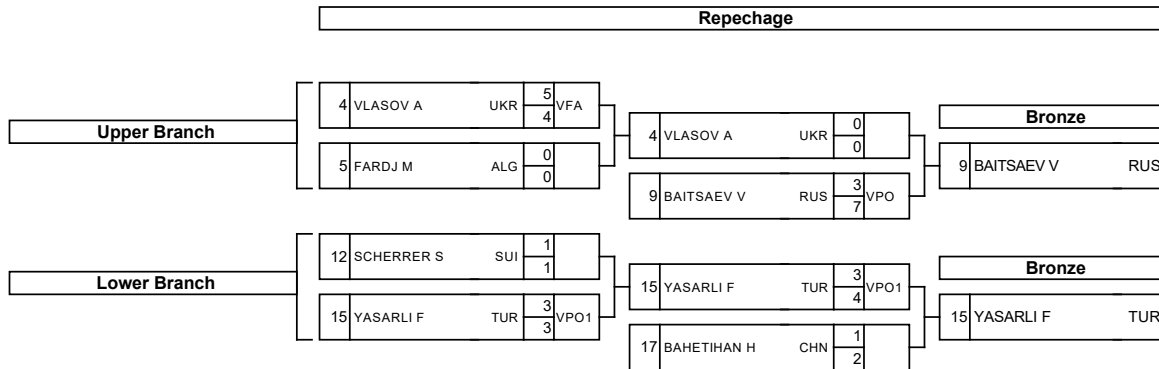 Repechage
4 VLASOV A UKR 5 4 VFA
5 FARDJ M ALG 0 0
Upper Branch
4 VLASOV A UKR 0 0
9 BAITSAEV V RUS 3 7 VPO
Bronze
9 BAITSAEV V RUS
12 SCHERRER S SUI 1 1
15 YASARLI F TUR 3 3 VPO1
Lower Branch
15 YASARLI F TUR 3 4 VPO1
17 BAHETIHAN H CHN 1 2
Bronze
15 YASARLI F TUR